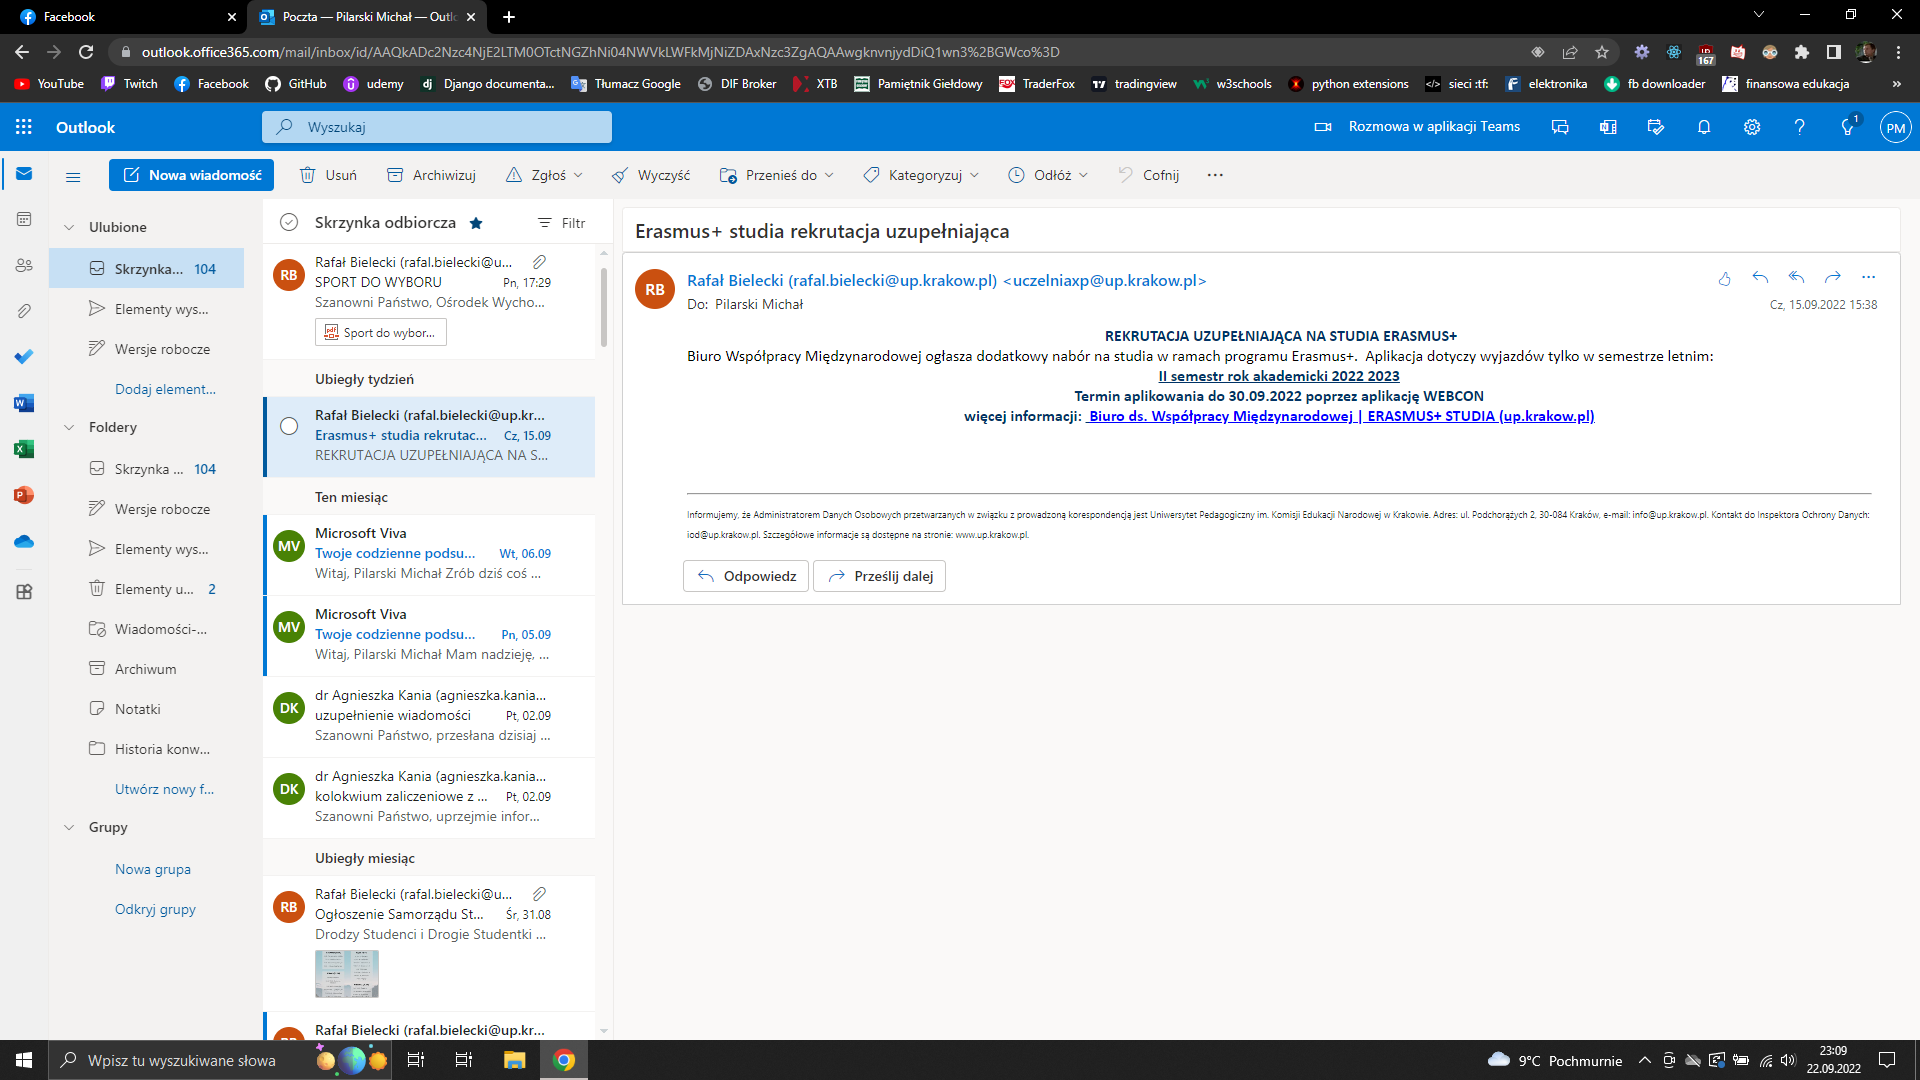 Facebook
Poczta — Pilarski Michał — Outlo
outlook.office365.com/mail/inbox/id/AAQkADc2Nzc4NjE2LTM0OTctNGZhNi04NWVkLWFkMjNiZDAxNzc3ZgAQAAwgknvnjydDiQ1wn3%2BGWco%3D
167
YouTube
Twitch
Facebook
GitHub
udemy
Django documenta...
Tłumacz Google
DIF Broker
XTB
Pamiętnik Giełdowy
TraderFox
tradingview
w3schools
python extensions
sieci :tf:
elektronika
fb downloader
finansowa edukacja
»
Outlook
Wyszukaj
Rozmowa w aplikacji Teams
1
PM
Nowa wiadomość
Usuń
Archiwizuj
Zgłoś
Wyczyść
Przenieś do
Kategoryzuj
Odłóż
Cofnij
Ulubione
Skrzynka... 104
Elementy wys...
Wersje robocze
Dodaj element...
Foldery
Skrzynka ... 104
Wersje robocze
Elementy wys...
Elementy u... 2
Wiadomości-...
Archiwum
Notatki
Historia konw...
Utwórz nowy f...
Grupy
Nowa grupa
Odkryj grupy
Skrzynka odbiorcza
Filtr
RB
Rafał Bielecki (rafal.bielecki@u...
SPORT DO WYBORU Pn, 17:29
Szanowni Państwo, Ośrodek Wycho...
pdf Sport do wybor...
Ubiegły tydzień
Rafał Bielecki (rafal.bielecki@up.kr...
Erasmus+ studia rekrutac... Cz, 15.09
REKRUTACJA UZUPEŁNIAJĄCA NA S...
Ten miesiąc
MV
Microsoft Viva
Twoje codzienne podsu... Wt, 06.09
Witaj, Pilarski Michał Zrób dziś coś ...
MV
Microsoft Viva
Twoje codzienne podsu... Pn, 05.09
Witaj, Pilarski Michał Mam nadzieję, ...
DK
dr Agnieszka Kania (agnieszka.kania...
uzupełnienie wiadomości Pt, 02.09
Szanowni Państwo, przesłana dzisiaj ...
DK
dr Agnieszka Kania (agnieszka.kania...
kolokwium zaliczeniowe z ... Pt, 02.09
Szanowni Państwo, uprzejmie infor...
Ubiegły miesiąc
RB
Rafał Bielecki (rafal.bielecki@u...
Ogłoszenie Samorządu St... Śr, 31.08
Drodzy Studenci i Drogie Studentki ...
Rafał Bielecki (rafal.bielecki@up.kr...
Erasmus+ studia rekrutacja uzupełniająca
RB
Rafał Bielecki (rafal.bielecki@up.krakow.pl) <uczelniaxp@up.krakow.pl>
Do: Pilarski Michał
Cz, 15.09.2022 15:38
REKRUTACJA UZUPEŁNIAJĄCA NA STUDIA ERASMUS+
Biuro Współpracy Międzynarodowej ogłasza dodatkowy nabór na studia w ramach programu Erasmus+. Aplikacja dotyczy wyjazdów tylko w semestrze letnim:
II semestr rok akademicki 2022 2023
Termin aplikowania do 30.09.2022 poprzez aplikację WEBCON
więcej informacji: Biuro ds. Współpracy Międzynarodowej | ERASMUS+ STUDIA (up.krakow.pl)
Informujemy, że Administratorem Danych Osobowych przetwarzanych w związku z prowadzoną korespondencją jest Uniwersytet Pedagogiczny im. Komisji Edukacji Narodowej w Krakowie. Adres: ul. Podchorążych 2, 30-084 Kraków, e-mail: info@up.krakow.pl. Kontakt do Inspektora Ochrony Danych:
iod@up.krakow.pl. Szczegółowe informacje są dostępne na stronie: www.up.krakow.pl.
Odpowiedz
Prześlij dalej
Wpisz tu wyszukiwane słowa
9°C Pochmurnie
23:09
22.09.2022